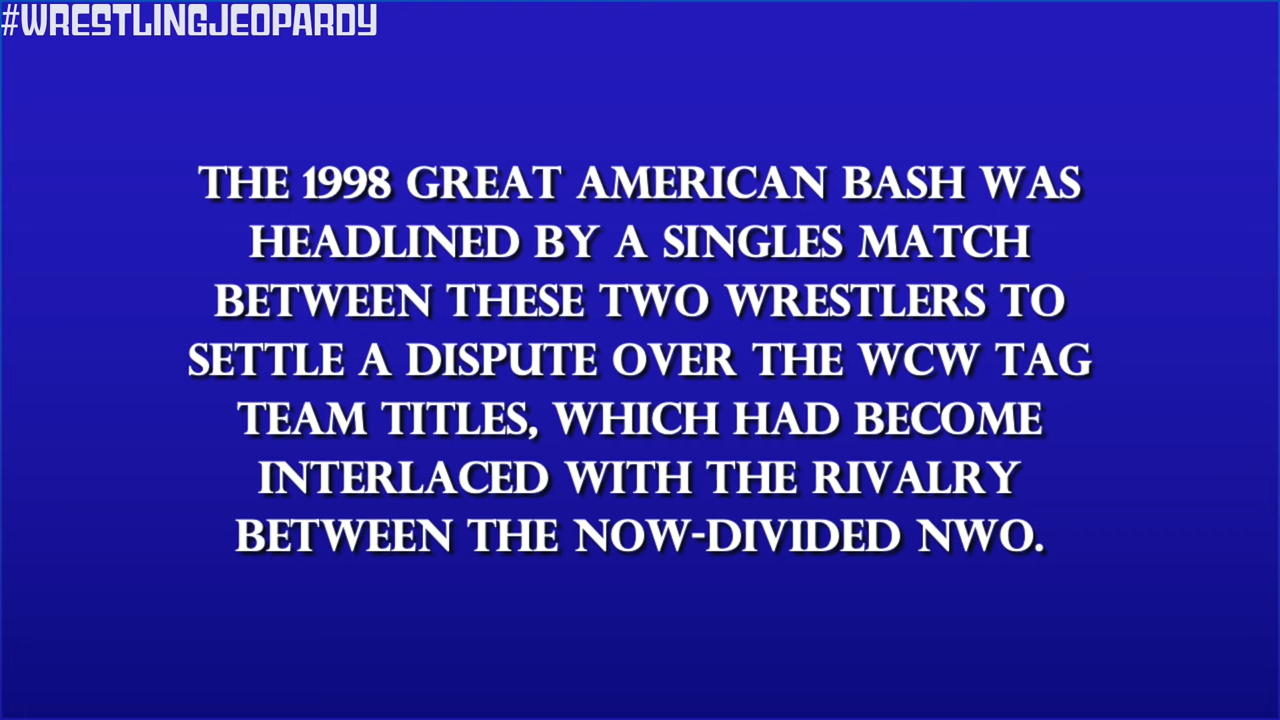 #WRESTLINGJEOPARDY
THE 1998 GREAT AMERICAN BASH WAS
HEADLINED BY A SINGLES MATCH
BETWEEN THESE TWO WRESTLERS TO
SETTLE A DISPUTE OVER THE WCW TAG
TEAM TITLES, WHICH HAD BECOME
INTERLACED WITH THE RIVALRY
BETWEEN THE NOW-DIVIDED NWO.